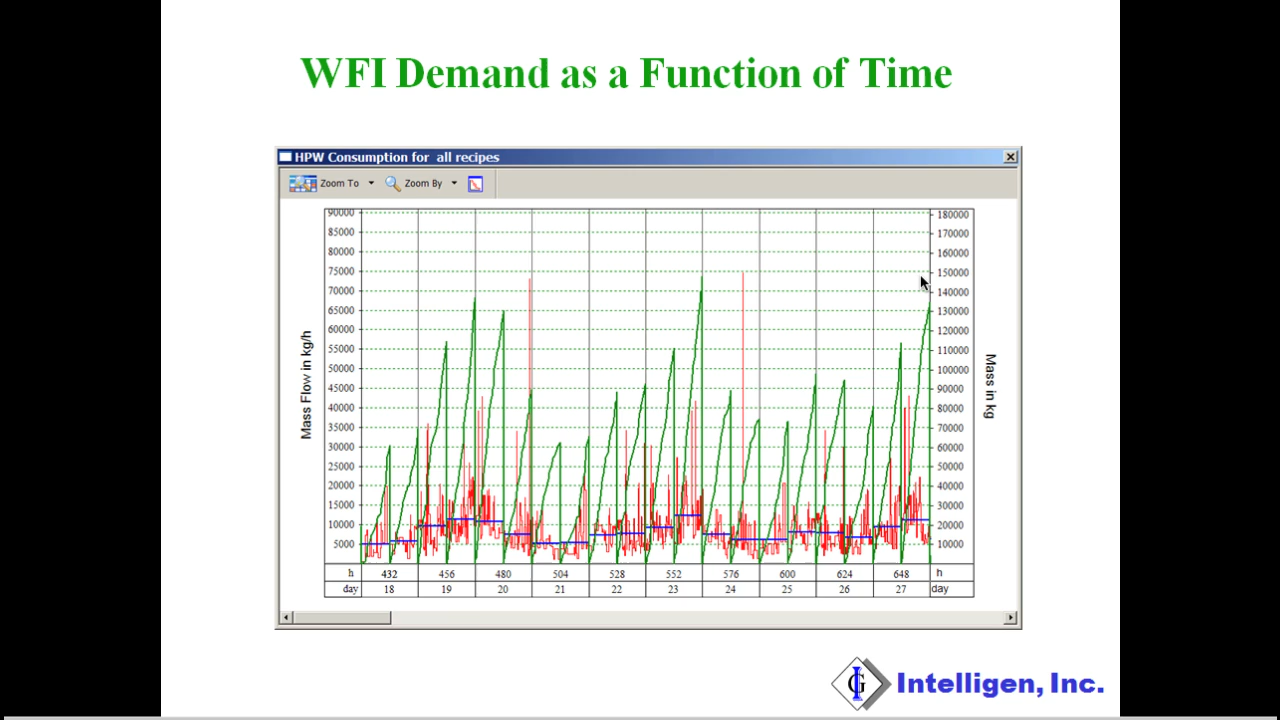 WFI Demand as a Function of Time
HPW Consumption for all recipes
Zoom To Zoom By
90000 180000
85000 170000
80000 160000
75000 150000
70000 140000
65000 130000
60000 120000
55000 110000
50000 100000
45000 90000
40000 80000
35000 70000
30000 60000
25000 50000
20000 40000
15000 30000
10000 20000
5000 10000
Mass Flow in kg/h
Mass in kg
h 432 456 480 504 528 552 576 600 624 648 h
day 18 19 20 21 22 23 24 25 26 27 day
IG Intelligen, Inc.